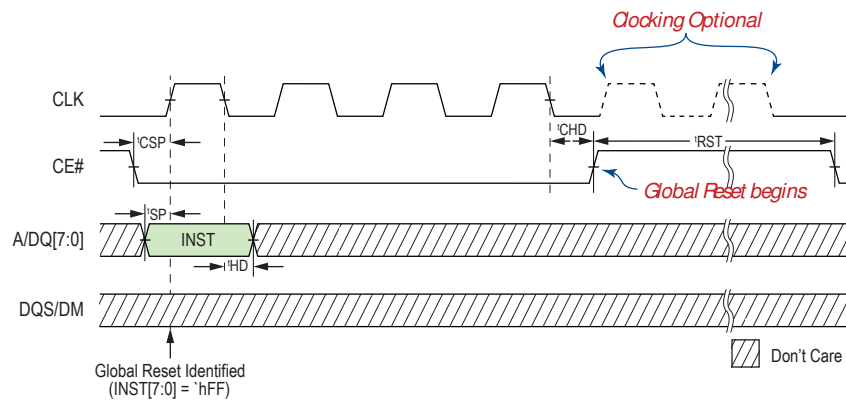 Clocking Optional
CLK
tCSP
tCHD
tRST
CE#
Global Reset begins
tSP
A/DQ[7:0]
INST
tHD
DQS/DM
Global Reset Identified
(INST[7:0] = `hFF)
Don't Care